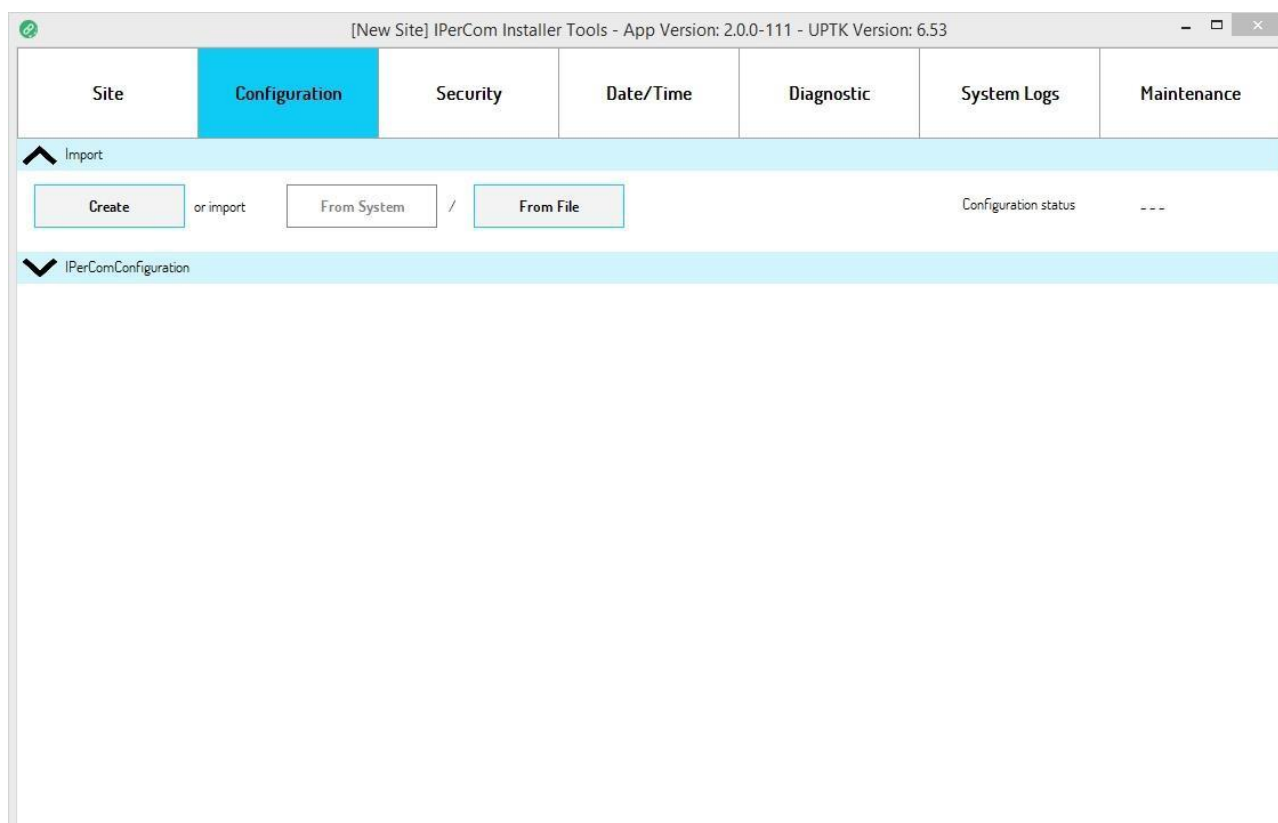 [New Site] IPerCom Installer Tools - App Version: 2.0.0-111 - UPTK Version: 6.53
Site Configuration Security Date/Time Diagnostic System Logs Maintenance
Import
Create or import From System / From File Configuration status ---
IPerComConfiguration